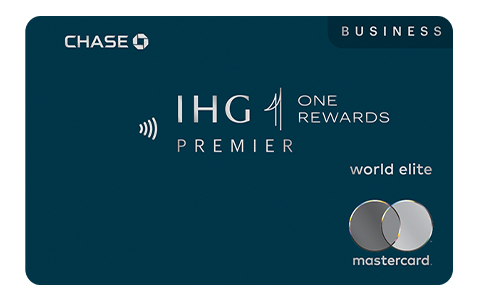 CHASE
BUSINESS
IHG ONE
REWARDS
PREMIER
world elite
mastercard.